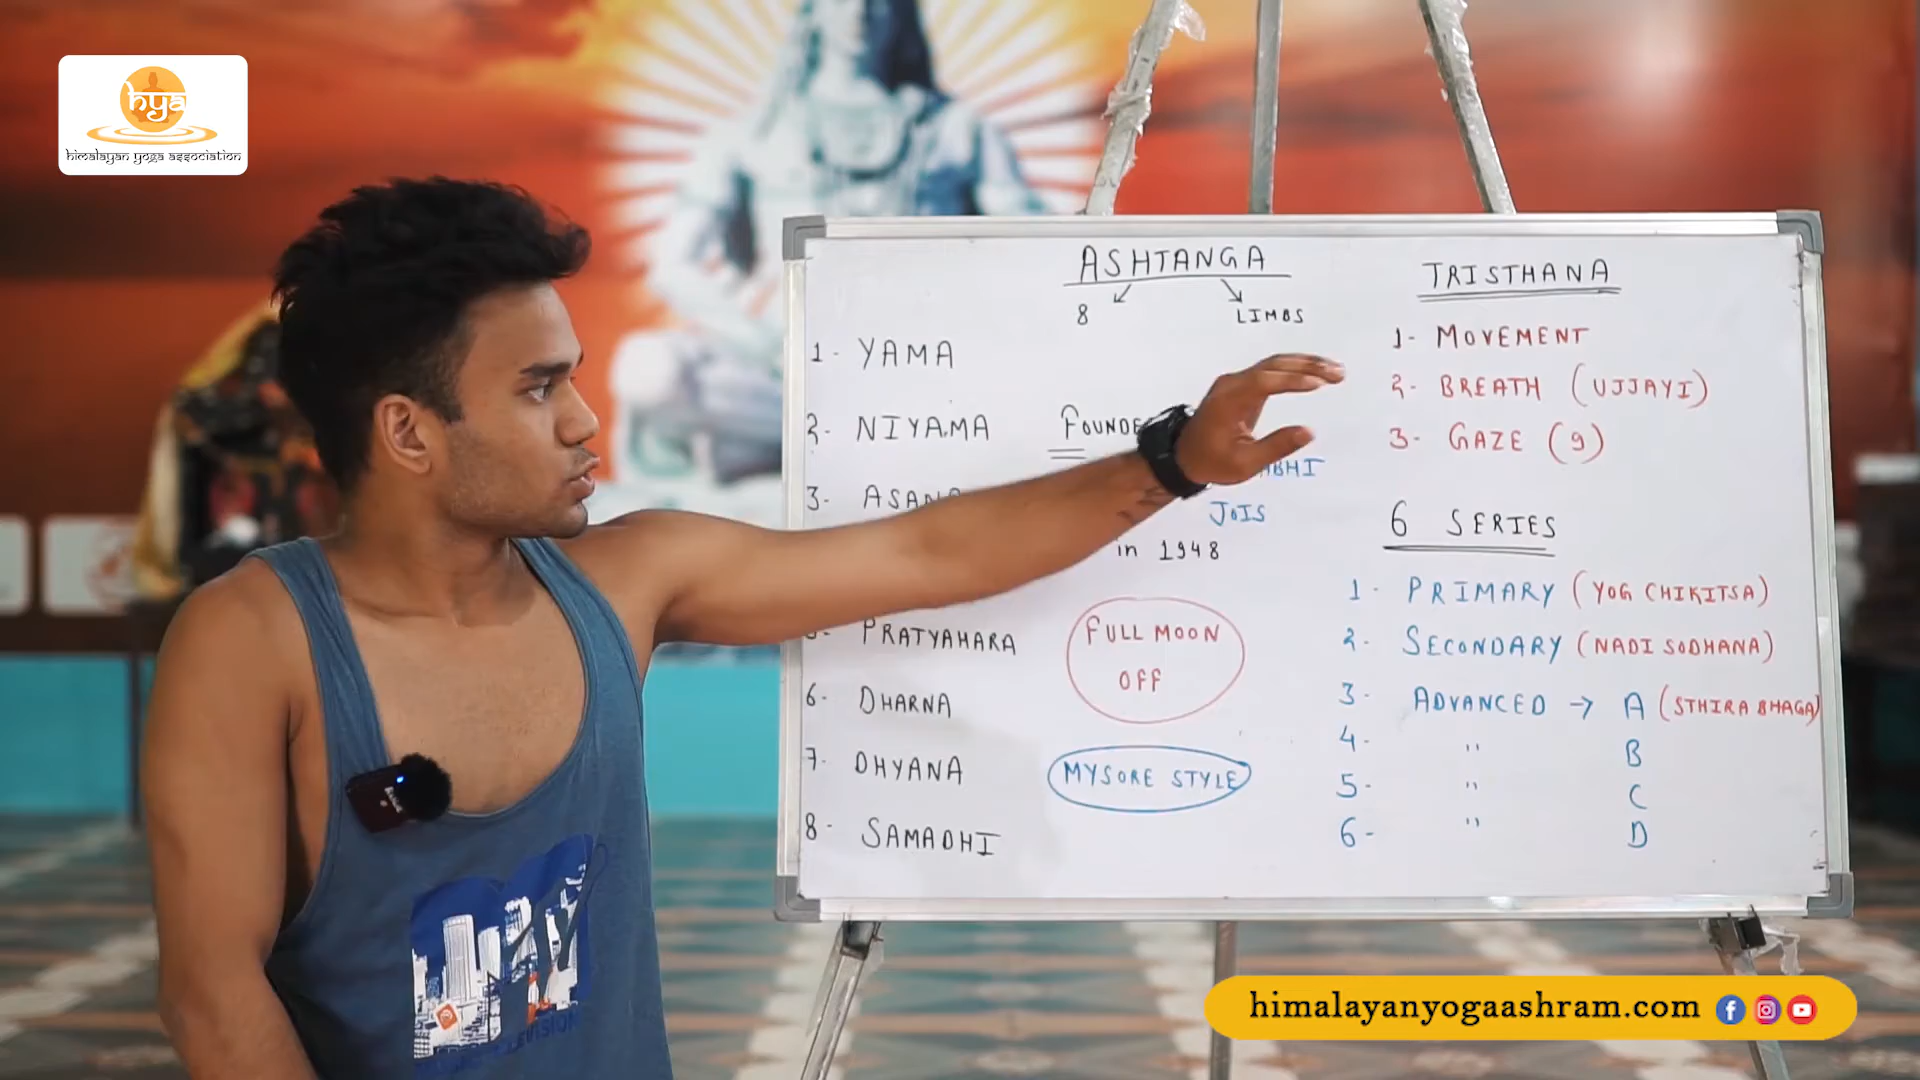 hya
himalayan yoga association
ASHTANGA
8 LIMBS
1- YAMA
2- NIYAMA
3- ASANA
PRATYAHARA
6- DHARNA
7- DHYANA
8- SAMADHI
JOIS
in 1948
FULL MOON
OFF
MYSORE STYLE
TRISTHANA
1- MOVEMENT
2- BREATH (UJJAYI)
3- GAZE (9)
6 SERIES
1- PRIMARY (YOG CHIKITSA)
2- SECONDARY (NADI SODHANA)
3- ADVANCED → A (STHIRA BHAGA)
4- " B
5- " C
6- " D
himalayanyogaashram.com